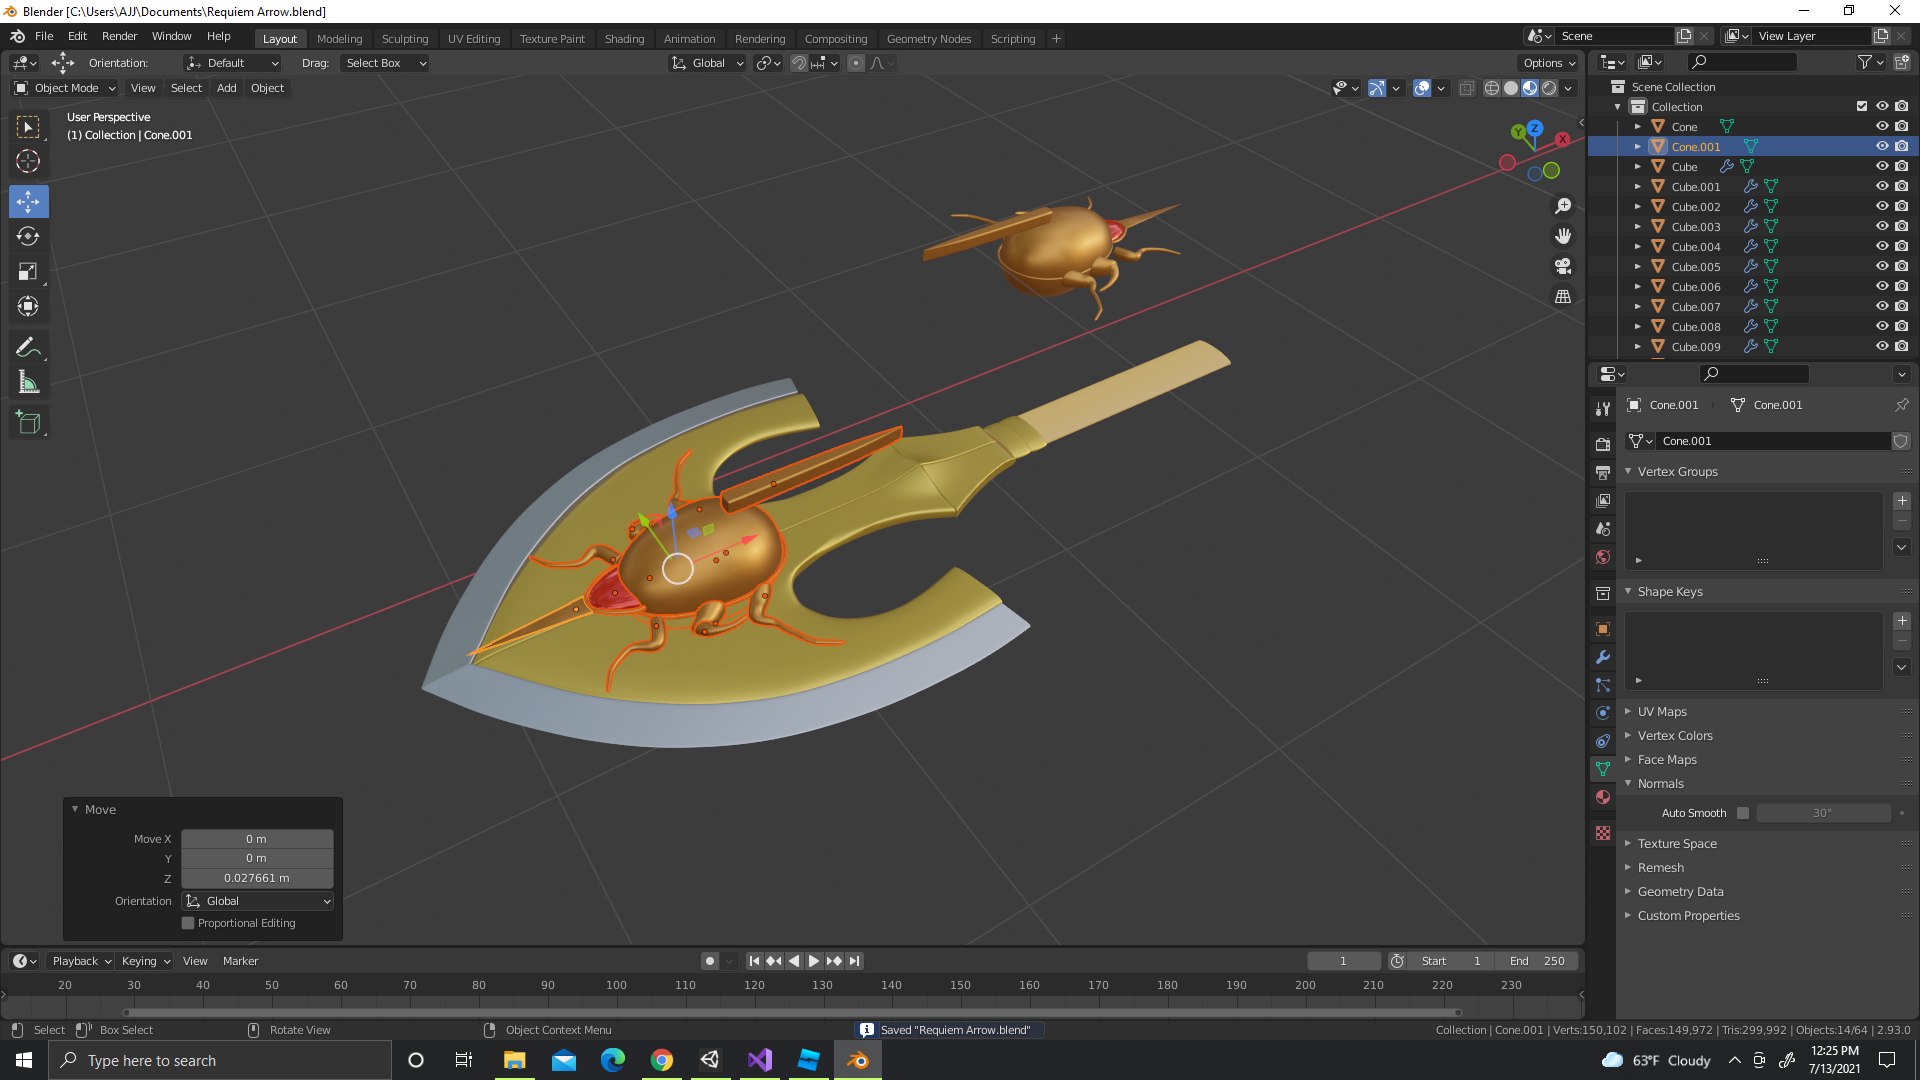 Blender [C:\Users\AJJ\Documents\Requiem Arrow.blend]
File Edit Render Window Help Layout Modeling Sculpting UV Editing Texture Paint Shading Animation Rendering Compositing Geometry Nodes Scripting + Scene View Layer
Orientation: Default Drag: Select Box Global Options
Object Mode View Select Add Object
User Perspective
(1) Collection | Cone.001
Z
Y
X
Scene Collection
Collection
Cone
Cone.001
Cube
Cube.001
Cube.002
Cube.003
Cube.004
Cube.005
Cube.006
Cube.007
Cube.008
Cube.009
Cone.001 Cone.001
Cone.001
Vertex Groups
Shape Keys
UV Maps
Vertex Colors
Face Maps
Normals
Auto Smooth 30°
Texture Space
Remesh
Geometry Data
Custom Properties
Move
Move X 0 m
Y 0 m
Z 0.027661 m
Orientation Global
Proportional Editing
Playback Keying View Marker 1 Start 1 End 250
20 30 40 50 60 70 80 90 100 110 120 130 140 150 160 170 180 190 200 210 220 230
Select Box Select Rotate View Object Context Menu Saved "Requiem Arrow.blend" Collection | Cone.001 | Verts:150,102 | Faces:149,972 | Tris:299,992 | Objects:14/64 | 2.93.0
Type here to search 63°F Cloudy 12:25 PM
7/13/2021